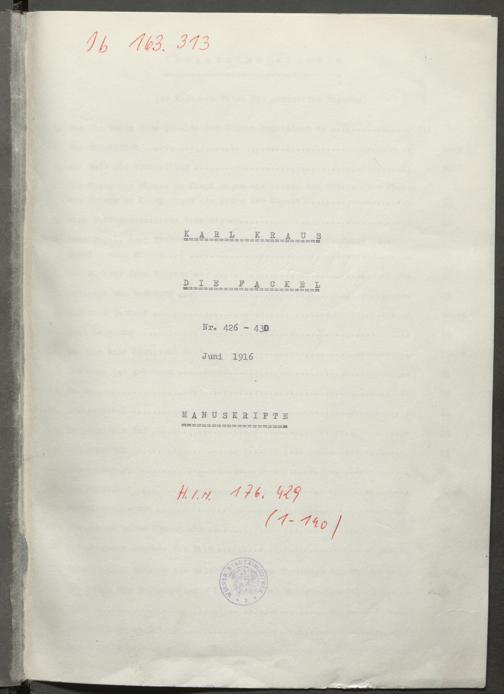 Ib 163.313
KARL KRAUS
DIE FACKEL
Nr. 426 - 430
Juni 1916
MANUSKRIPTE
H.I.N. 176.429
(1-140)